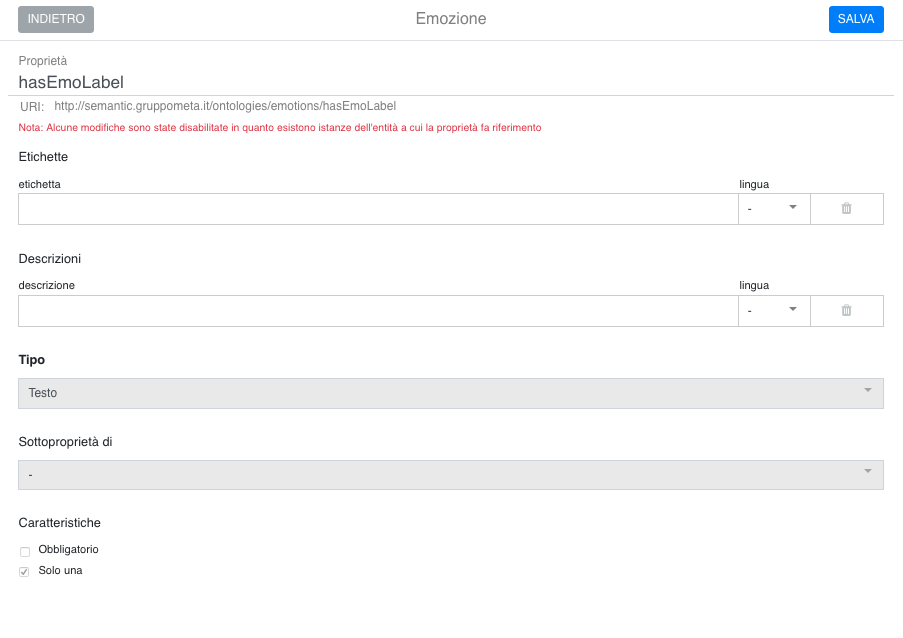 INDIETRO
Emozione
SALVA
Proprietà
hasEmoLabel
URI: http://semantic.gruppometa.it/ontologies/emotions/hasEmoLabel
Nota: Alcune modifiche sono state disabilitate in quanto esistono istanze dell'entità a cui la proprietà fa riferimento
Etichette
etichetta lingua
-
Descrizioni
descrizione lingua
-
Tipo
Testo
Sottoproprietà di
-
Caratteristiche
Obbligatorio
Solo una